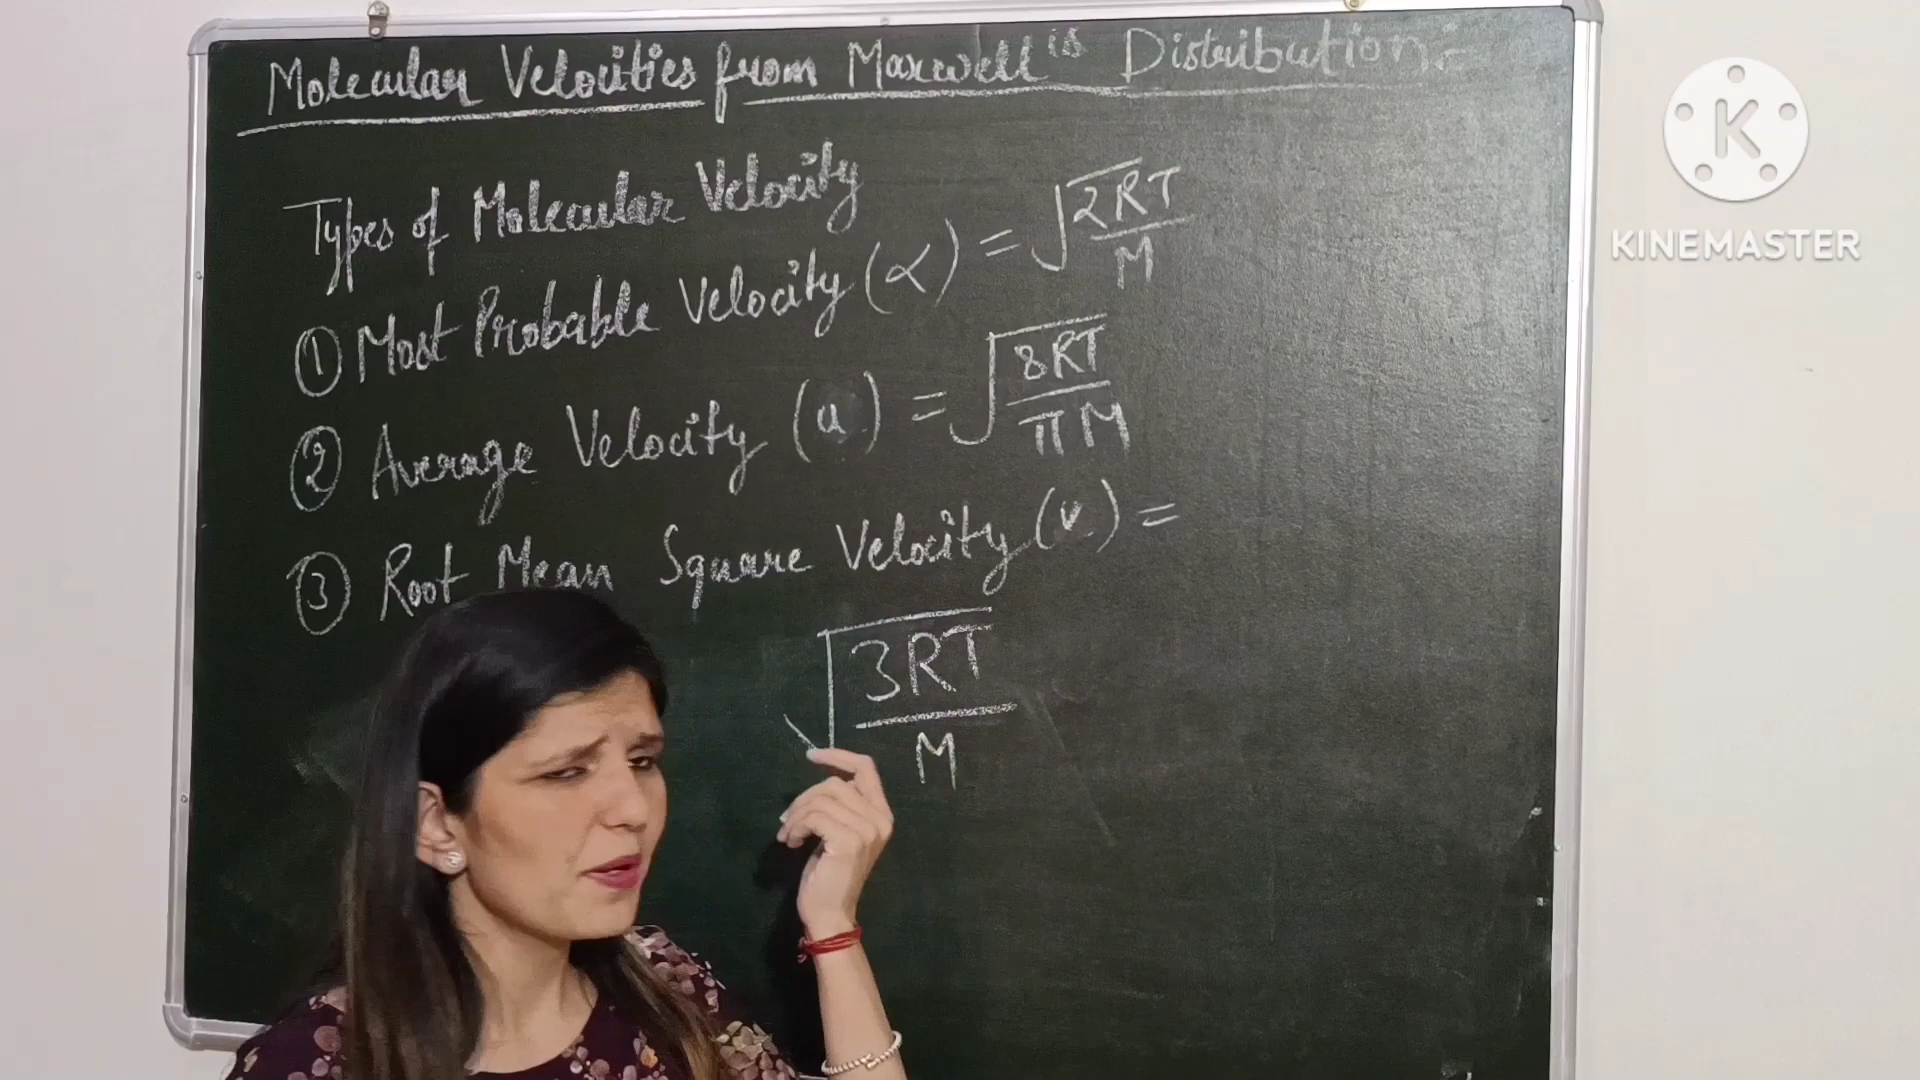 Molecular Velocities from Maxwell's Distribution:-
Types of Molecular Velocity
① Most Probable Velocity (α) = √2RT/M
② Average Velocity (u) = √8RT/πM
③ Root Mean Square Velocity (v) =
√3RT/M
K
KINEMASTER